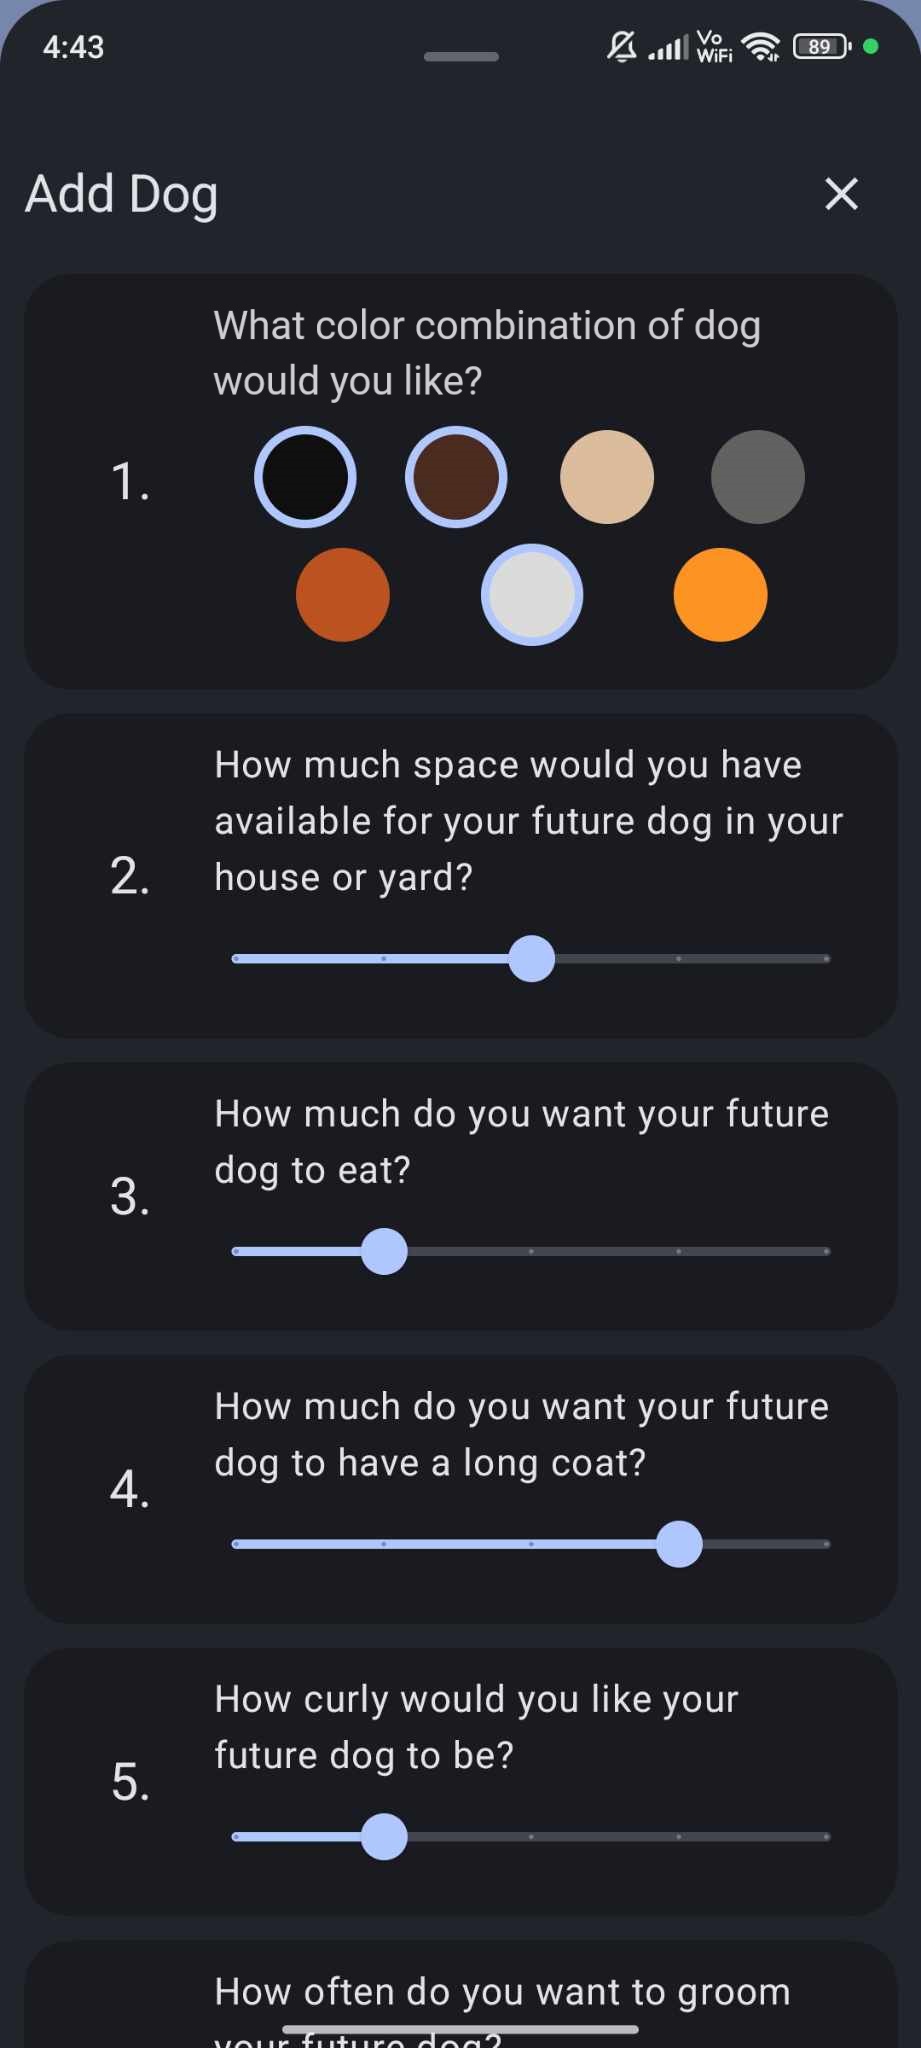 4:43
Vo
WiFi
89
Add Dog
What color combination of dog
would you like?
1.
How much space would you have
available for your future dog in your
house or yard?
2.
How much do you want your future
dog to eat?
3.
How much do you want your future
dog to have a long coat?
4.
How curly would you like your
future dog to be?
5.
How often do you want to groom
your future dog?